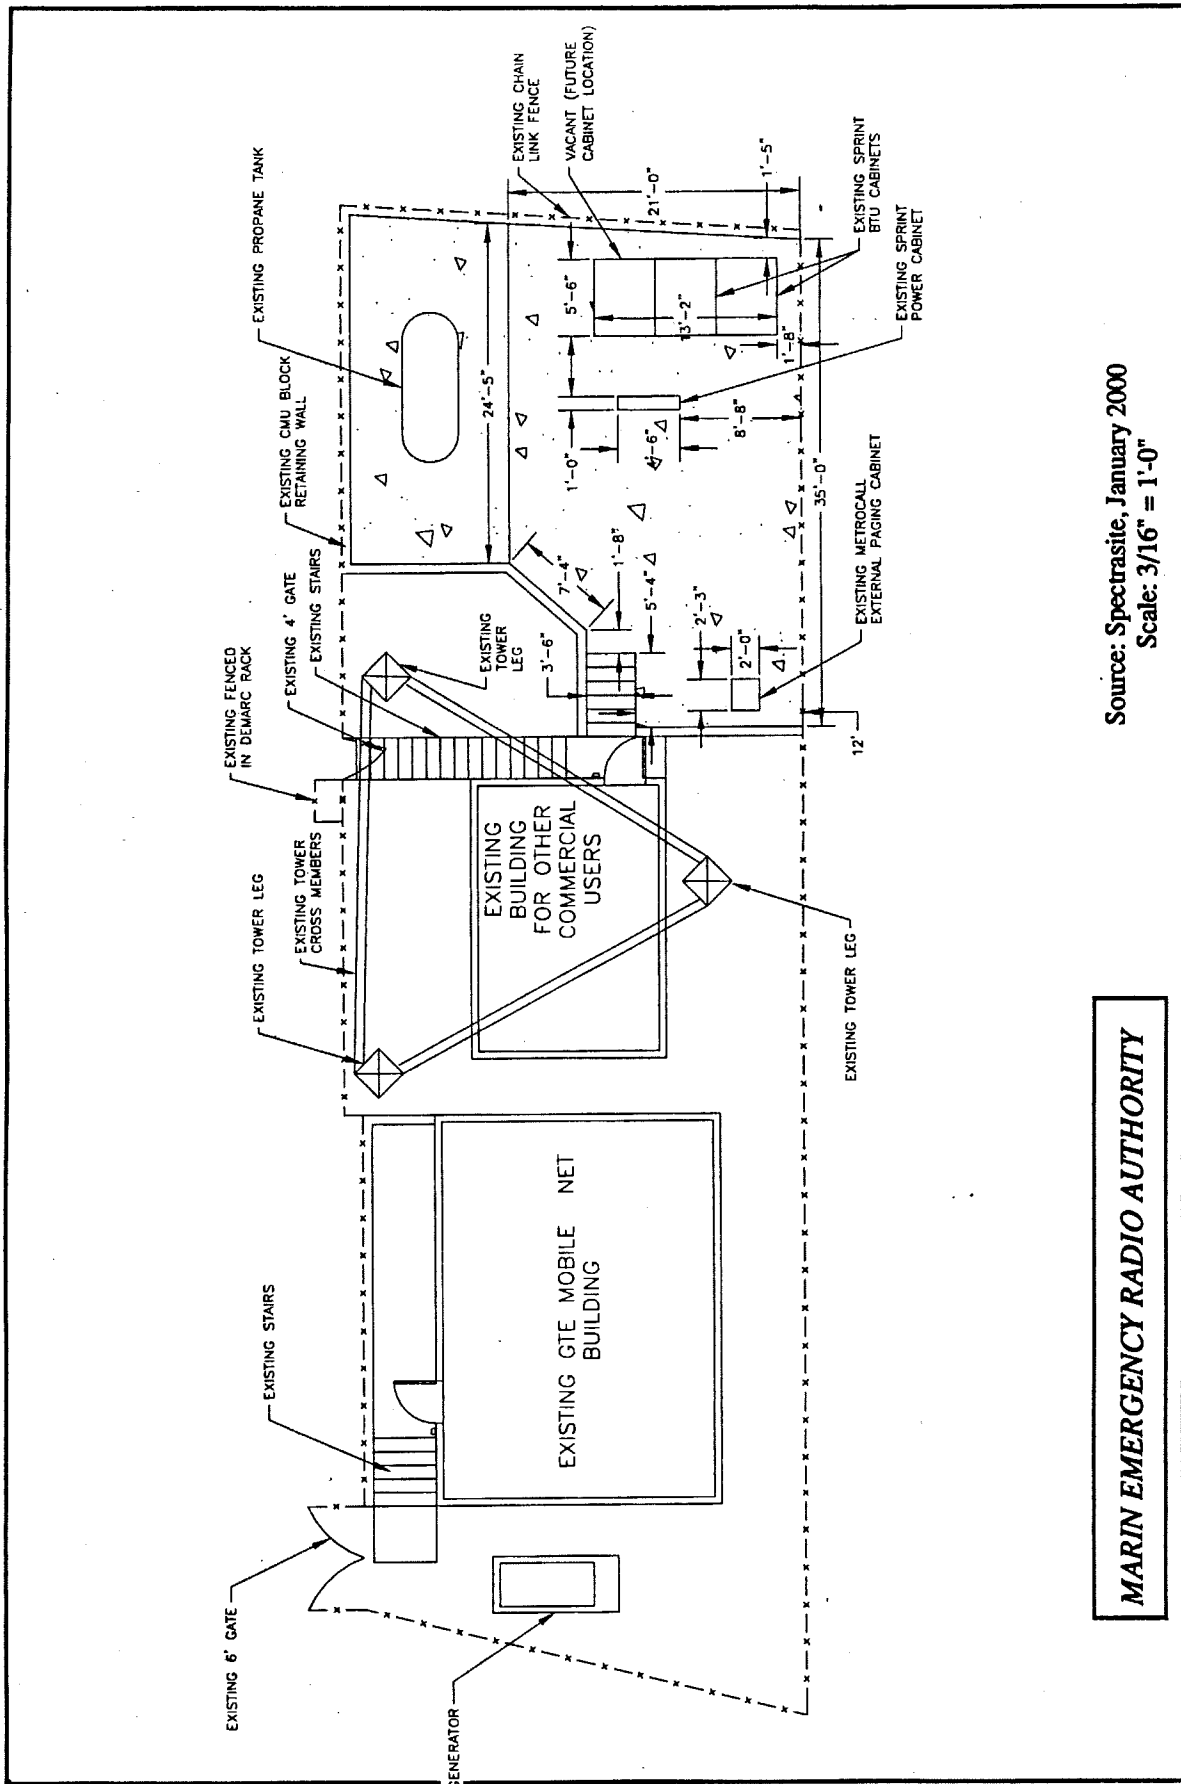 EXISTING 6' GATE
EXISTING STAIRS
GENERATOR
EXISTING GTE MOBILE NET
BUILDING
EXISTING TOWER LEG
EXISTING TOWER
CROSS MEMBERS
EXISTING FENCED
IN DEMARC RACK
EXISTING 4' GATE
EXISTING STAIRS
EXISTING CMU BLOCK
RETAINING WALL
EXISTING PROPANE TANK
EXISTING
BUILDING
FOR OTHER
COMMERCIAL
USERS
EXISTING TOWER LEG
EXISTING
TOWER
LEG
24'-5"
7'-4"
3'-6"
1'-8"
5'-4"
2'-3"
2'-0"
12'
EXISTING METROCALL
EXTERNAL PAGING CABINET
EXISTING CHAIN
LINK FENCE
VACANT (FUTURE
CABINET LOCATION)
21'-0"
5'-6"
13'-2"
1'-5"
1'-8"
1'-0"
4'-6"
8'-8"
35'-0"
EXISTING SPRINT
BTU CABINETS
EXISTING SPRINT
POWER CABINET
MARIN EMERGENCY RADIO AUTHORITY
Source: Spectrasite, January 2000
Scale: 3/16" = 1'-0"